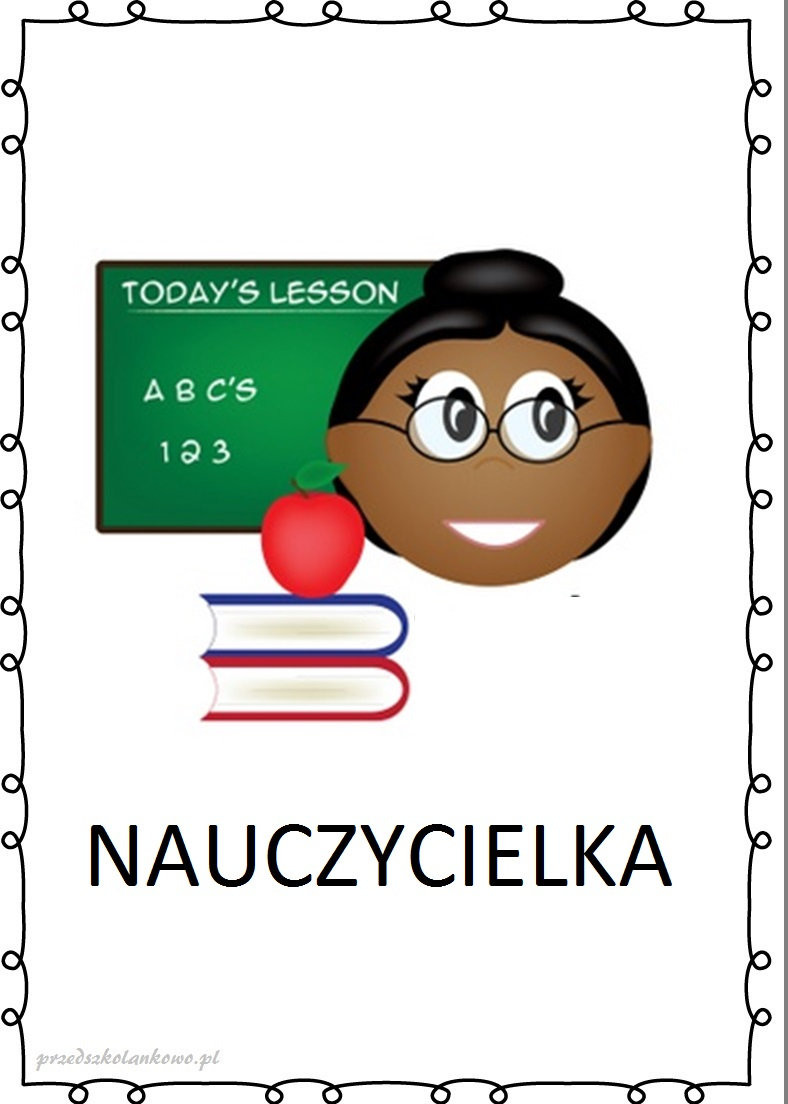 TODAY'S LESSON
A B C'S
1 2 3
NAUCZYCIELKA
przedszkolankowo.pl